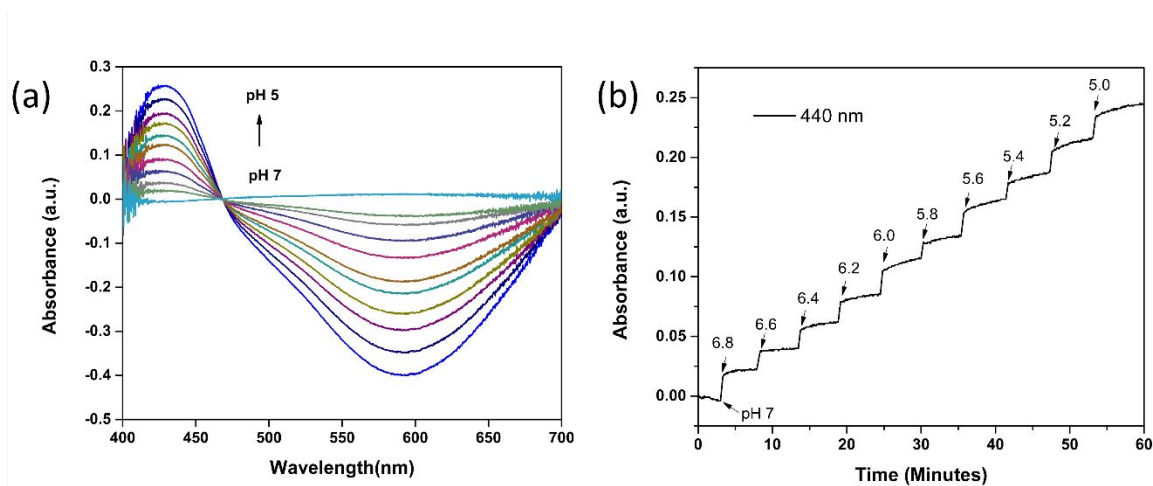 (a)
Absorbance (a.u.)
0.3
0.2
0.1
0.0
-0.1
-0.2
-0.3
-0.4
-0.5
pH 5
pH 7
400 450 500 550 600 650 700
Wavelength(nm)
(b)
Absorbance (a.u.)
0.25
0.20
0.15
0.10
0.05
0.00
440 nm
pH 7
6.8
6.6
6.4
6.2
6.0
5.8
5.6
5.4
5.2
5.0
0 10 20 30 40 50 60
Time (Minutes)